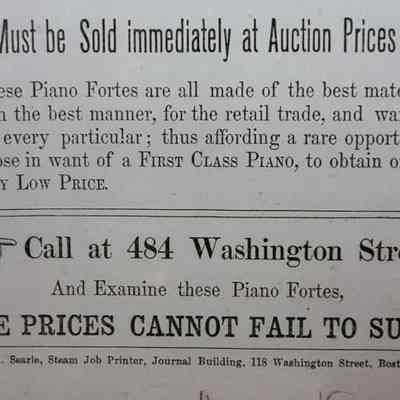 Must be Sold immediately at Auction Prices
ese Piano Fortes are all made of the best mate
n the best manner, for the retail trade, and wa
every particular; thus affording a rare opport
ose in want of a First Class Piano, to obtain o
y Low Price.
Call at 484 Washington Stre
And Examine these Piano Fortes,
E PRICES CANNOT FAIL TO SU
. Searle, Steam Job Printer, Journal Building, 118 Washington Street, Bost